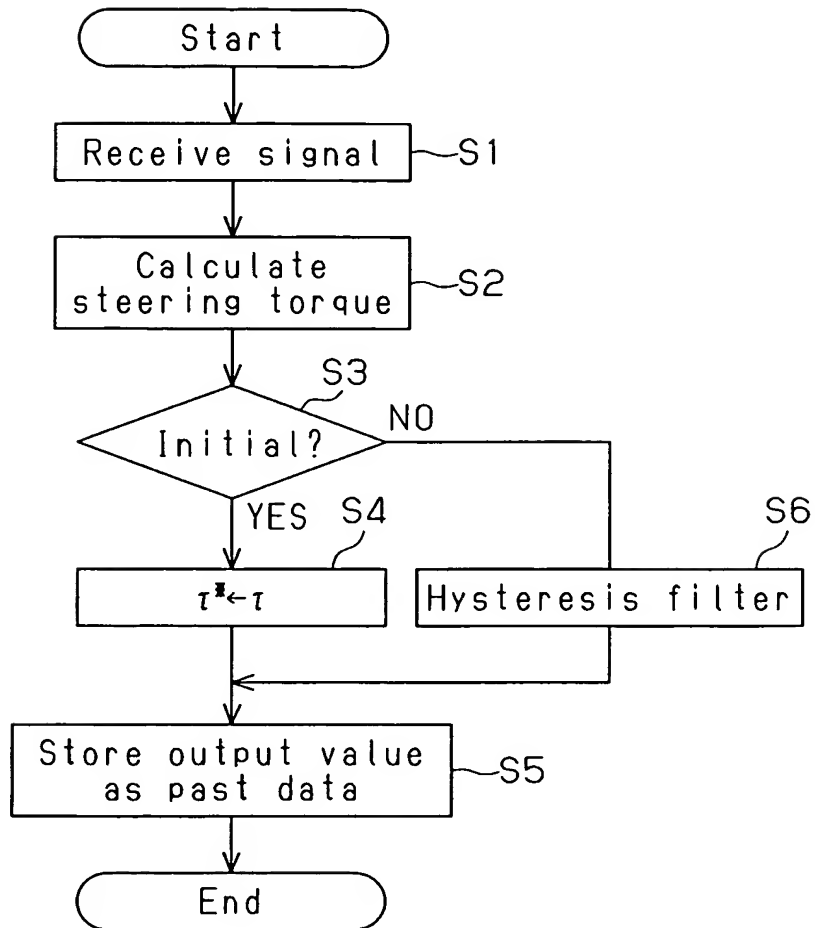 Start
Receive signal
S1
Calculate
steering torque
S2
S3
Initial?
NO
YES
S4
S6
τ*←τ
Hysteresis filter
Store output value
as past data
S5
End